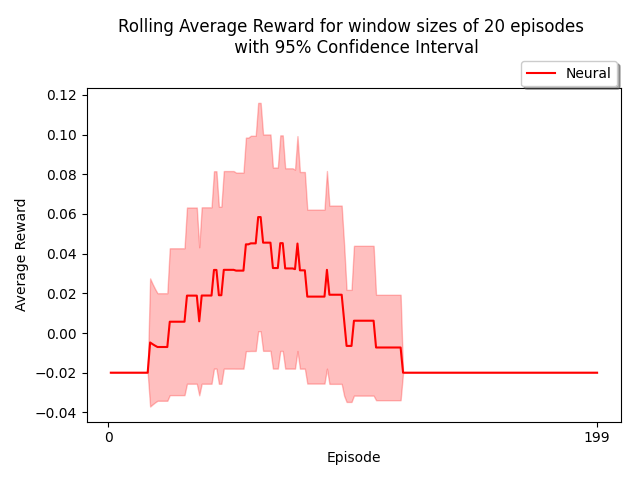 Rolling Average Reward for window sizes of 20 episodes
with 95% Confidence Interval
Neural
0.12
0.10
0.08
0.06
0.04
0.02
0.00
−0.02
−0.04
Average Reward
0
199
Episode